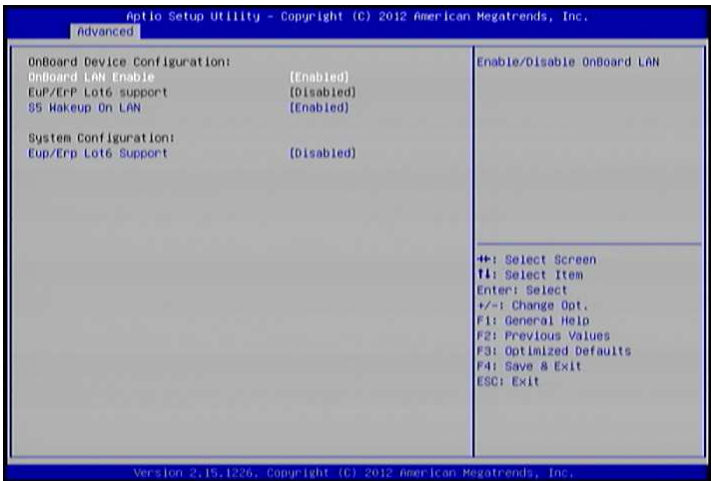 Aptio Setup Utility - Copyright (C) 2012 American Megatrends, Inc.
Advanced
OnBoard Device Configuration:
OnBoard LAN Enable [Enabled]
EuP/ErP Lot6 support [Disabled]
S5 Wakeup On LAN [Enabled]
System Configuration:
Eup/Erp Lot6 Support [Disabled]
Enable/Disable OnBoard LAN
→←: Select Screen
↑↓: Select Item
Enter: Select
+/-: Change Opt.
F1: General Help
F2: Previous Values
F3: Optimized Defaults
F4: Save & Exit
ESC: Exit
Version 2.15.1226. Copyright (C) 2012 American Megatrends, Inc.